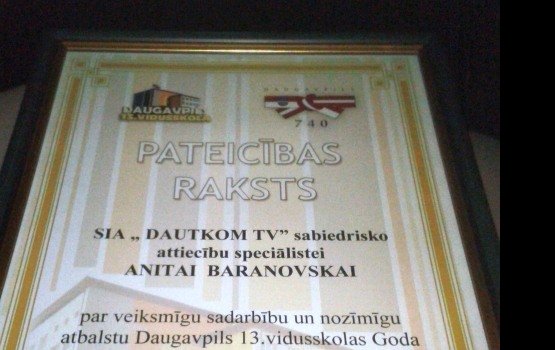 DAUGAVPILS
13.VIDUSSKOLA
DAUGAVPILI
740
PATEICĪBAS
RAKSTS
SIA „ DAUTKOM TV” sabiedrisko
attiecību speciālistei
ANITAI BARANOVSKAI
par veiksmīgu sadarbību un nozīmīgu
atbalstu Daugavpils 13.vidusskolas Goda